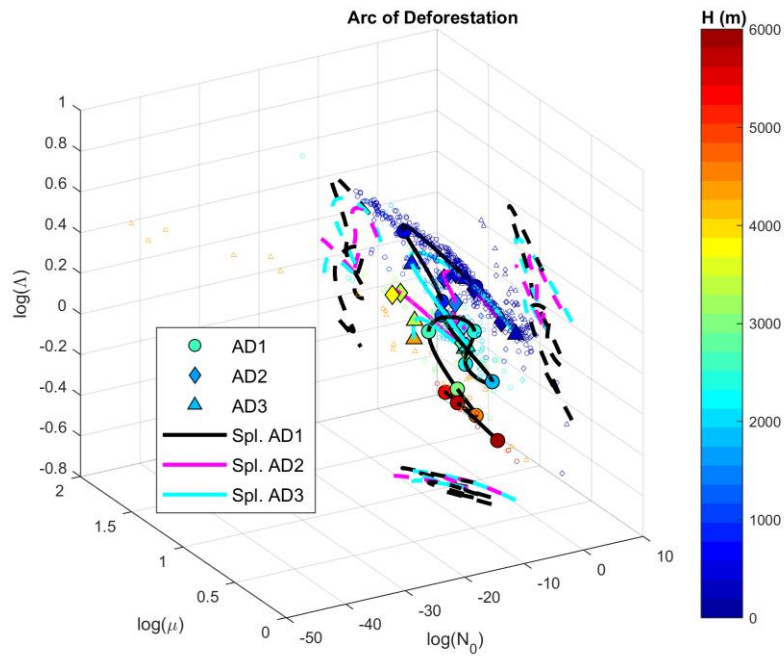 Arc of Deforestation
H (m)
6000
5000
4000
3000
2000
1000
0
1
0.8
0.6
0.4
0.2
0
-0.2
-0.4
-0.6
-0.8
log(Λ)
2
1.5
1
0.5
0
log(μ)
-50
-40
-30
-20
-10
0
10
log(N₀)
AD1
AD2
AD3
Spl. AD1
Spl. AD2
Spl. AD3